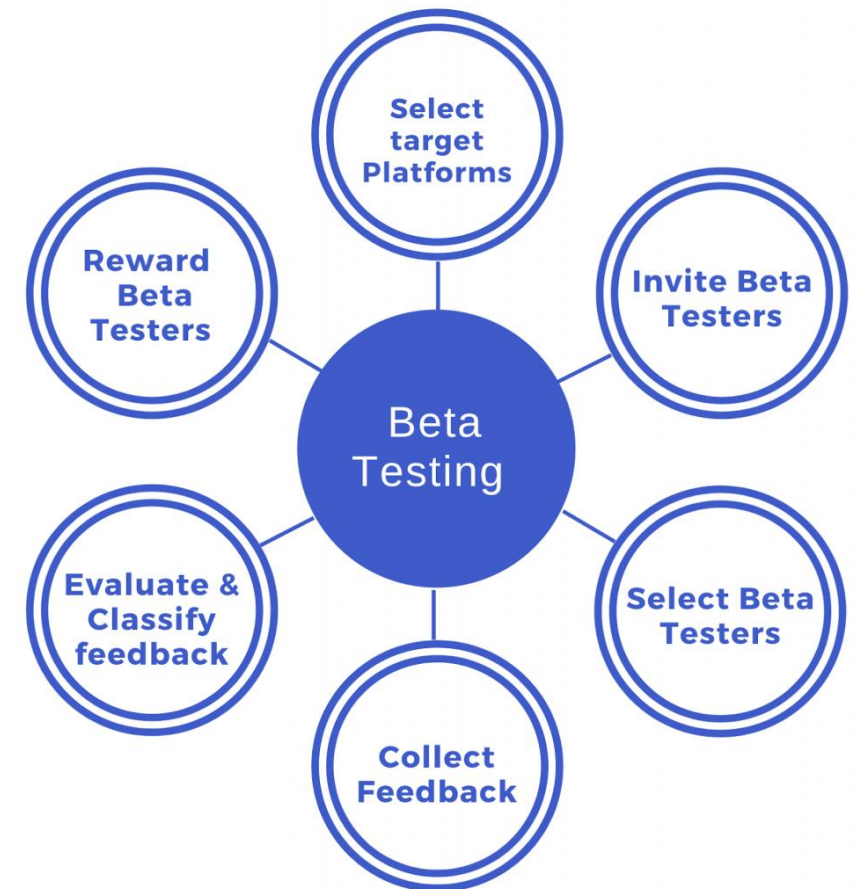 Select
target
Platforms
Invite Beta
Testers
Select Beta
Testers
Collect
Feedback
Evaluate &
Classify
feedback
Reward
Beta
Testers
Beta
Testing